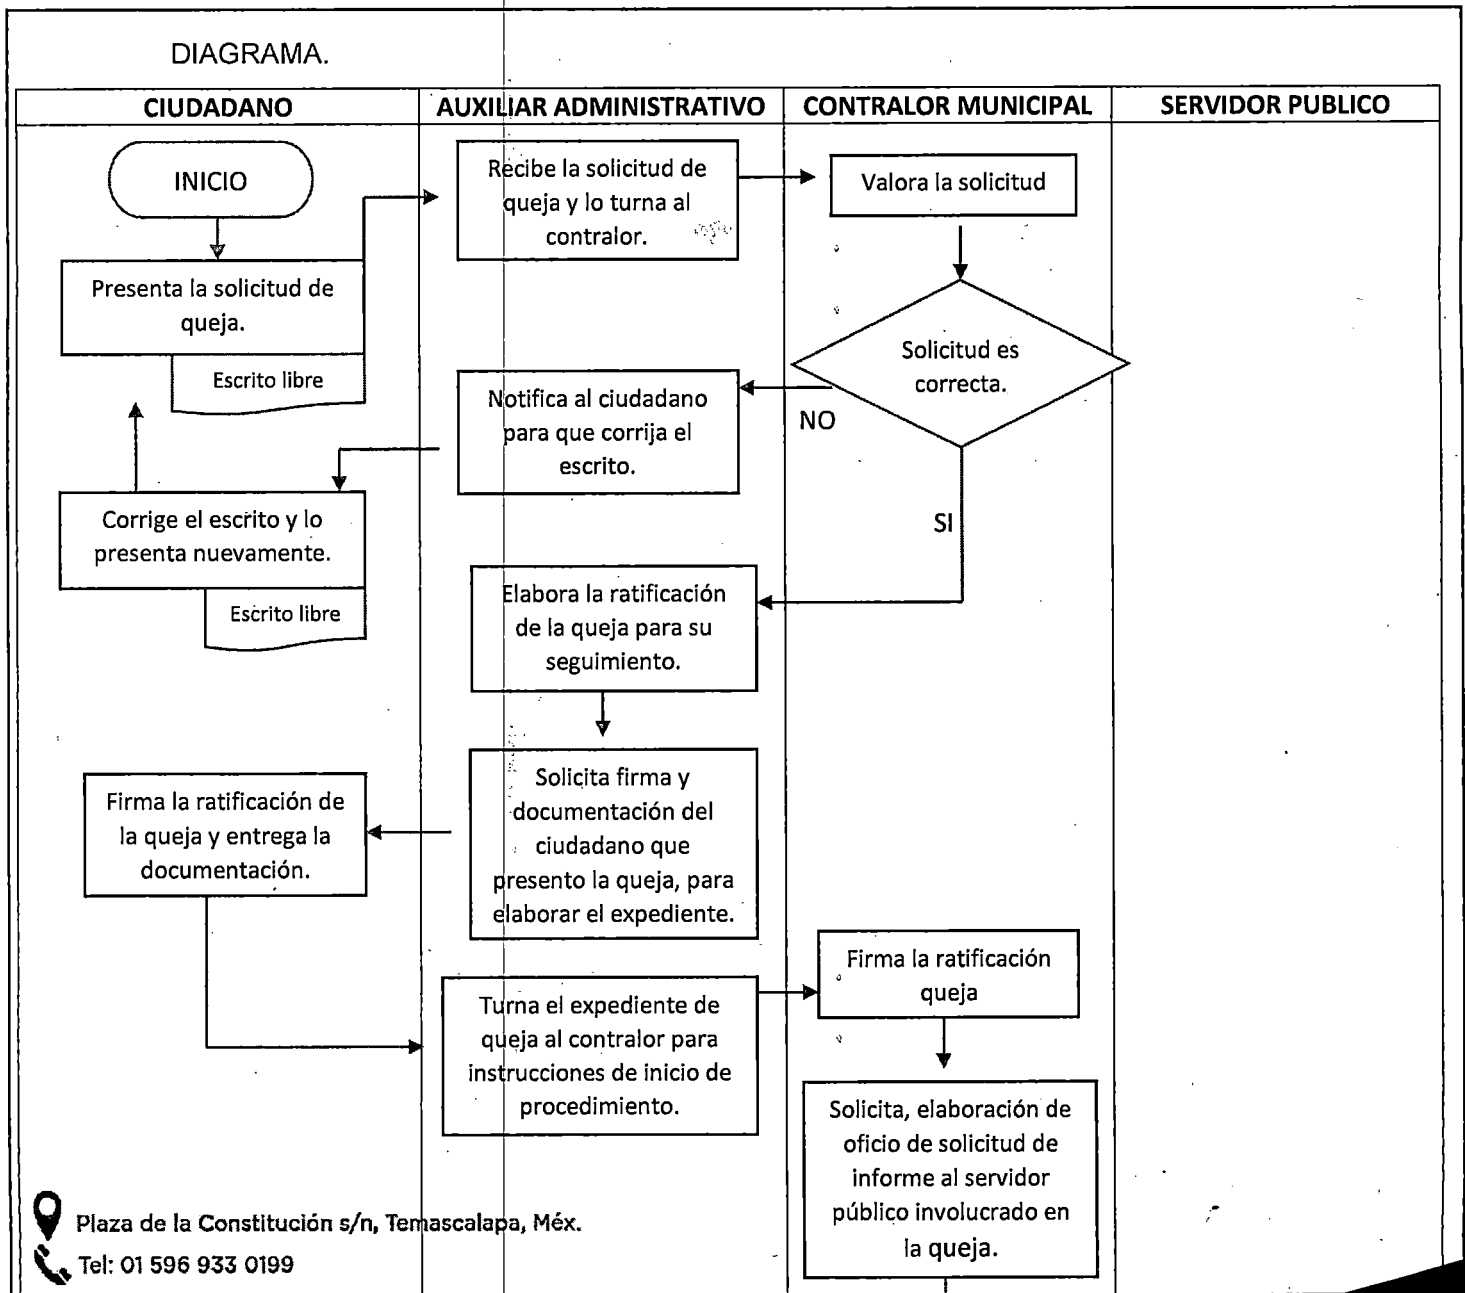 DIAGRAMA.
CIUDADANO
AUXILIAR ADMINISTRATIVO
CONTRALOR MUNICIPAL
SERVIDOR PUBLICO
INICIO
Presenta la solicitud de
queja.
Escrito libre
Recibe la solicitud de
queja y lo turna al
contralor.
Valora la solicitud
Solicitud es
correcta.
NO
SI
Notifica al ciudadano
para que corrija el
escrito.
Corrige el escrito y lo
presenta nuevamente.
Escrito libre
Elabora la ratificación
de la queja para su
seguimiento.
Solicita firma y
documentación del
ciudadano que
presento la queja, para
elaborar el expediente.
Firma la ratificación de
la queja y entrega la
documentación.
Turna el expediente de
queja al contralor para
instrucciones de inicio de
procedimiento.
Firma la ratificación
queja
Solicita, elaboración de
oficio de solicitud de
informe al servidor
público involucrado en
la queja.
Plaza de la Constitución s/n, Temascalapa, Méx.
Tel: 01 596 933 0199